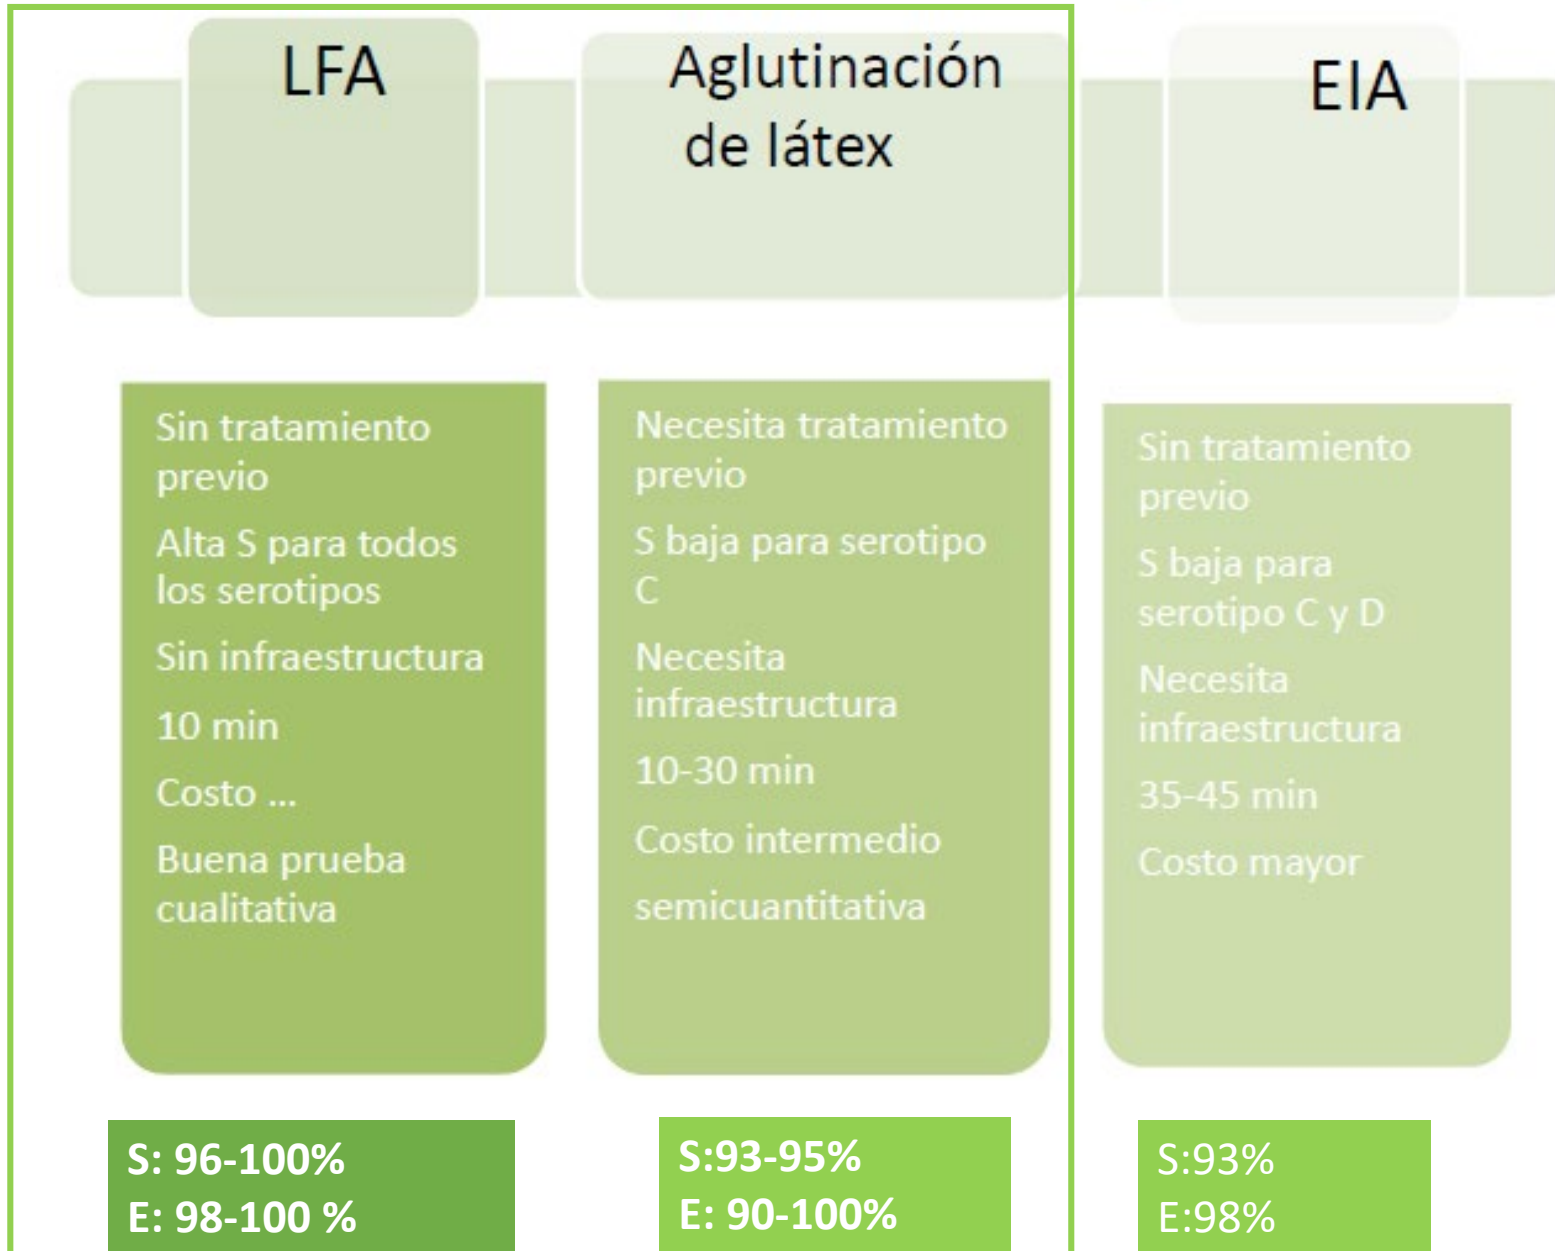 LFA
Sin tratamiento
previo
Alta S para todos
los serotipos
Sin infraestructura
10 min
Costo ...
Buena prueba
cualitativa
S: 96-100%
E: 98-100 %
Aglutinación
de látex
Necesita tratamiento
previo
S baja para serotipo
C
Necesita
infraestructura
10-30 min
Costo intermedio
semicuantitativa
S:93-95%
E: 90-100%
EIA
Sin tratamiento
previo
S baja para
serotipo C y D
Necesita
infraestructura
35-45 min
Costo mayor
S:93%
E:98%